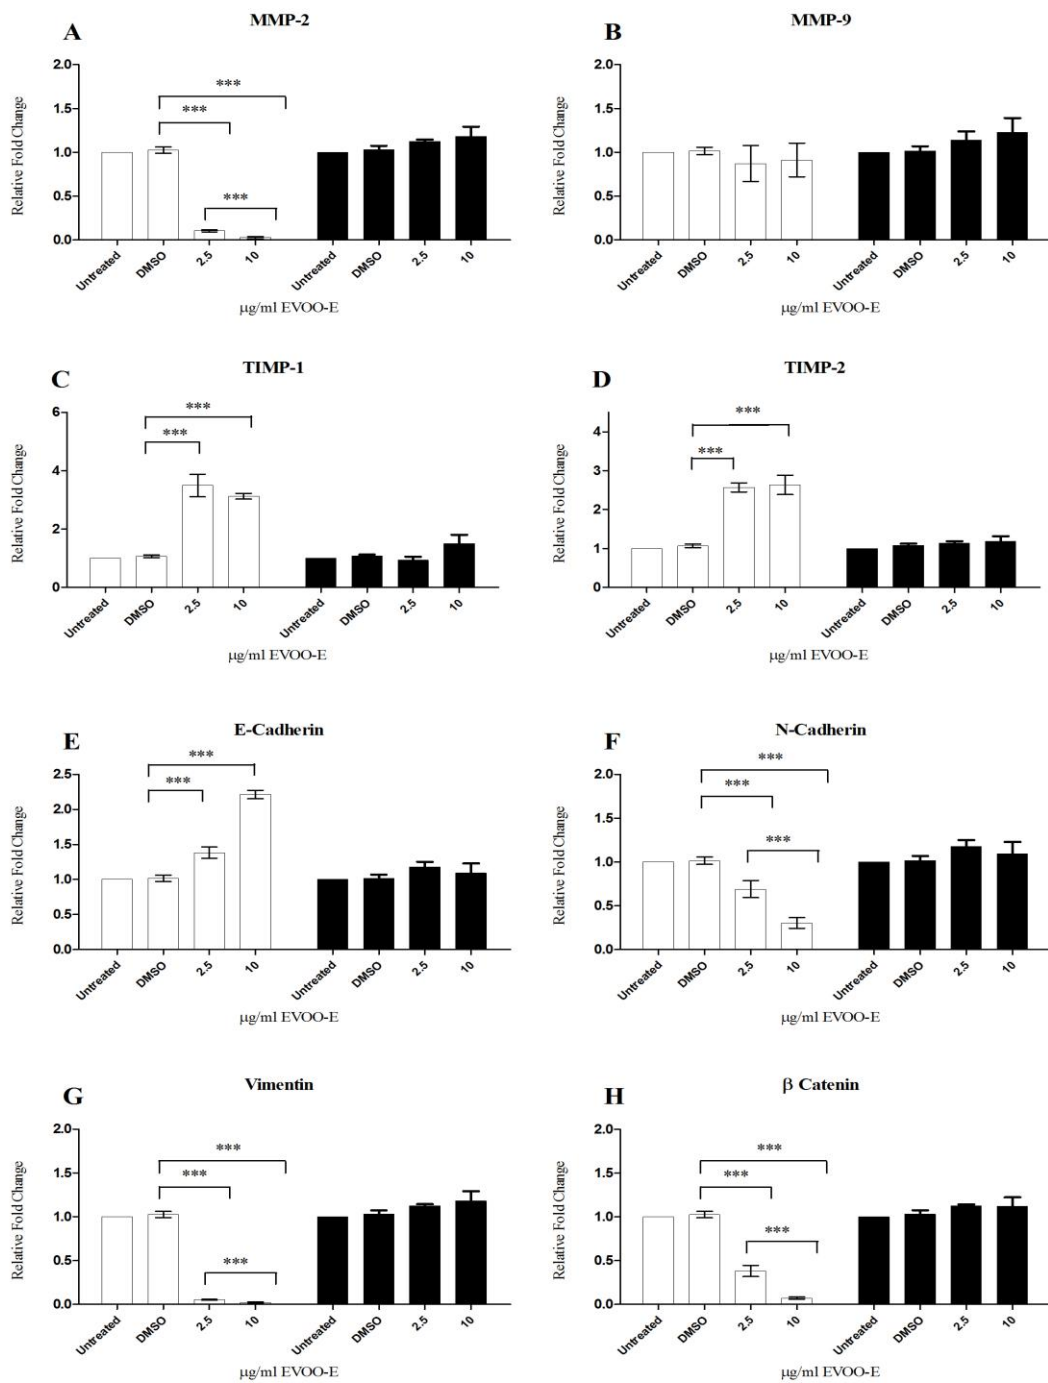 A
MMP-2
Relative Fold Change
2.0
1.5
1.0
0.5
0.0
***
***
***
Untreated
DMSO
2.5
10
Untreated
DMSO
2.5
10
μg/ml EVOO-E
B
MMP-9
Relative Fold Change
2.0
1.5
1.0
0.5
0.0
Untreated
DMSO
2.5
10
Untreated
DMSO
2.5
10
μg/ml EVOO-E
C
TIMP-1
Relative Fold Change
6
4
2
0
***
***
Untreated
DMSO
2.5
10
Untreated
DMSO
2.5
10
μg/ml EVOO-E
D
TIMP-2
Relative Fold Change
4
3
2
1
0
***
***
Untreated
DMSO
2.5
10
Untreated
DMSO
2.5
10
μg/ml EVOO-E
E
E-Cadherin
Relative Fold Change
2.5
2.0
1.5
1.0
0.5
0.0
***
***
Untreated
DMSO
2.5
10
Untreated
DMSO
2.5
10
μg/ml EVOO-E
F
N-Cadherin
Relative Fold Change
2.0
1.5
1.0
0.5
0.0
***
***
***
Untreated
DMSO
2.5
10
Untreated
DMSO
2.5
10
μg/ml EVOO-E
G
Vimentin
Relative Fold Change
2.0
1.5
1.0
0.5
0.0
***
***
***
Untreated
DMSO
2.5
10
Untreated
DMSO
2.5
10
μg/ml EVOO-E
H
β Catenin
Relative Fold Change
2.0
1.5
1.0
0.5
0.0
***
***
***
Untreated
DMSO
2.5
10
Untreated
DMSO
2.5
10
μg/ml EVOO-E